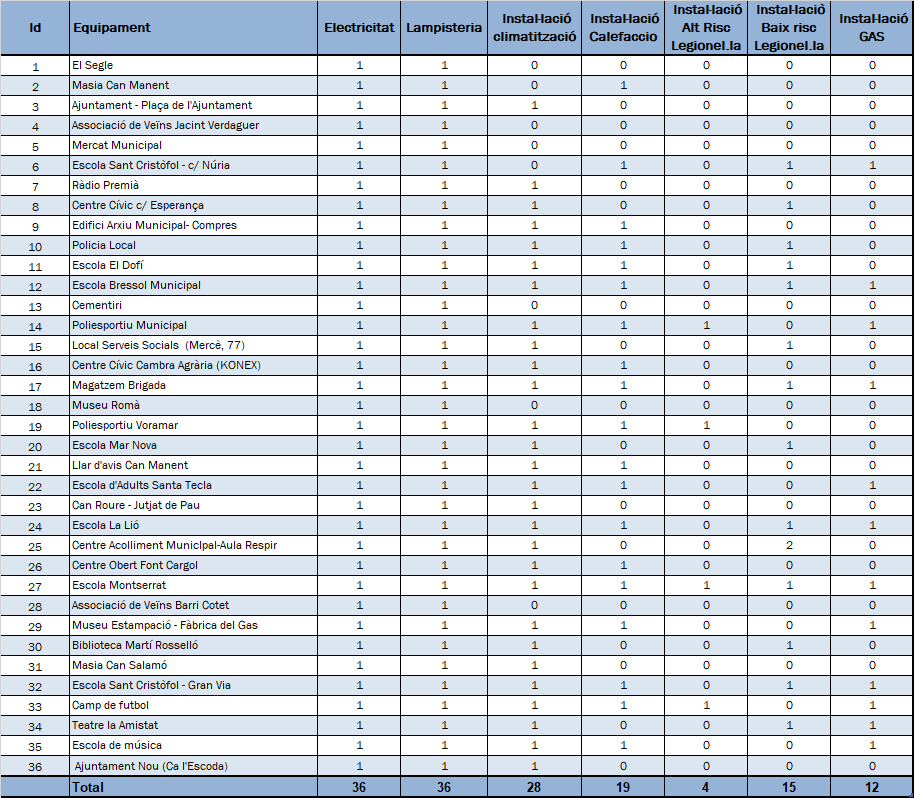 Id Equipament Electricitat Lampisteria Instal·lació climatització Instal·lació Calefaccio Instal·lació Alt Risc Legionel.la Instal·laciò Baix risc Legionel.la Instal·lació GAS
1 El Segle 1 1 0 0 0 0 0
2 Masia Can Manent 1 1 0 1 0 0 0
3 Ajuntament - Plaça de l'Ajuntament 1 1 1 0 0 0 0
4 Associació de Veïns Jacint Verdaguer 1 1 0 0 0 0 0
5 Mercat Municipal 1 1 0 0 0 0 0
6 Escola Sant Cristòfol - c/ Núria 1 1 0 1 0 1 1
7 Ràdio Premià 1 1 1 0 0 0 0
8 Centre Cívic c/ Esperança 1 1 1 0 0 1 0
9 Edifici Arxiu Municipal- Compres 1 1 1 1 0 0 0
10 Policia Local 1 1 1 1 0 1 0
11 Escola El Dofí 1 1 1 1 0 1 0
12 Escola Bressol Municipal 1 1 1 1 0 1 1
13 Cementiri 1 1 0 0 0 0 0
14 Poliesportiu Municipal 1 1 1 1 1 0 1
15 Local Serveis Socials (Mercè, 77) 1 1 1 0 0 1 0
16 Centre Cívic Cambra Agrària (KONEX) 1 1 1 1 0 0 0
17 Magatzem Brigada 1 1 1 1 0 1 1
18 Museu Romà 1 1 0 0 0 0 0
19 Poliesportiu Voramar 1 1 1 1 1 0 0
20 Escola Mar Nova 1 1 1 0 0 1 0
21 Llar d'avis Can Manent 1 1 1 1 0 0 0
22 Escola d'Adults Santa Tecla 1 1 1 1 0 0 1
23 Can Roure - Jutjat de Pau 1 1 1 0 0 0 0
24 Escola La Lió 1 1 1 1 0 1 1
25 Centre Acolliment MunicIpal-Aula Respir 1 1 1 0 0 2 0
26 Centre Obert Font Cargol 1 1 1 1 0 0 0
27 Escola Montserrat 1 1 1 1 1 1 1
28 Associació de Veïns Barri Cotet 1 1 0 0 0 0 0
29 Museu Estampació - Fàbrica del Gas 1 1 1 1 0 0 1
30 Biblioteca Martí Rosselló 1 1 1 0 0 1 0
31 Masia Can Salamó 1 1 1 0 0 0 0
32 Escola Sant Cristòfol - Gran Via 1 1 1 1 0 1 1
33 Camp de futbol 1 1 1 1 1 0 1
34 Teatre la Amistat 1 1 1 0 0 1 1
35 Escola de música 1 1 1 1 0 0 1
36 Ajuntament Nou (Ca l'Escoda) 1 1 1 0 0 0 0
Total 36 36 28 19 4 15 12